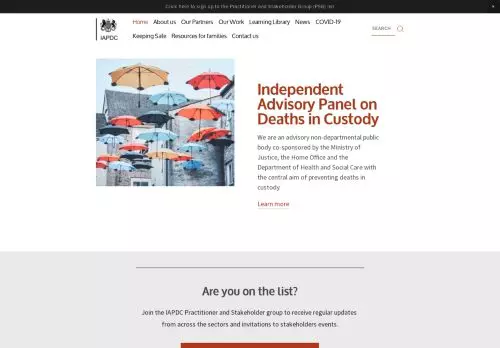 Click here to sign up to the Practitioner and Stakeholder Group (PSG) list
IAPDC
Home About us Our Partners Our Work Learning Library News COVID-19
Keeping Safe Resources for families Contact us
SEARCH
Independent
Advisory Panel on
Deaths in Custody
We are an advisory non-departmental public
body co-sponsored by the Ministry of
Justice, the Home Office and the
Department of Health and Social Care with
the central aim of preventing deaths in
custody.
Learn more
Are you on the list?
Join the IAPDC Practitioner and Stakeholder group to receive regular updates
from across the sectors and invitations to stakeholders events.